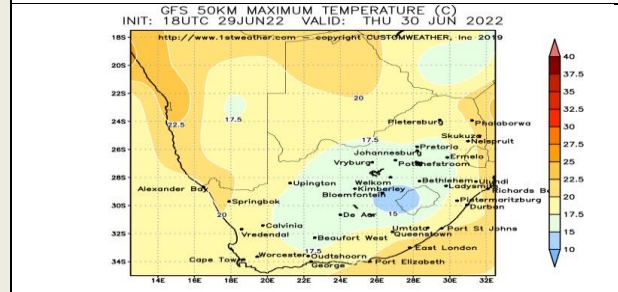 GFS 50KM MAXIMUM TEMPERATURE (C)
INIT: 18UTC 29JUN22 VALID: THU 30 JUN 2022
http://www.1stweather.com copyright CUSTOMWEATHER, Inc 2019
18S
20S
22S
24S
26S
28S
30S
32S
34S
14E 16E 18E 20E 22E 24E 26E 28E 30E 32E
20
22.5
17.5
17.5
Pietersburg Phalaborwa
Skukuza
Nelspruit
Pretoria
Johannesburg
Ermelo
Vryburg Potchefstroom
Welkom Bethlehem Ulundi
Alexander Bay Upington Kimberley Ladysmith
Richards B
Bloemfontein
Springbok Pietermaritzburg
Durban
20
De Aar 15
Calvinia Umtata Port St Johns
Vredendal Queenstown
Beaufort West
East London
17.5
Cape Town Worcester Oudtshoorn
George Port Elizabeth
40
37.5
35
32.5
30
27.5
25
22.5
20
17.5
15
10